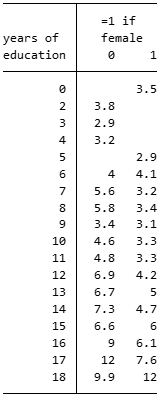 =1 if
years of female
education 0 1
0 3.5
2 3.8
3 2.9
4 3.2
5 2.9
6 4 4.1
7 5.6 3.2
8 5.8 3.4
9 3.4 3.1
10 4.6 3.3
11 4.8 3.3
12 6.9 4.2
13 6.7 5
14 7.3 4.7
15 6.6 6
16 9 6.1
17 12 7.6
18 9.9 12